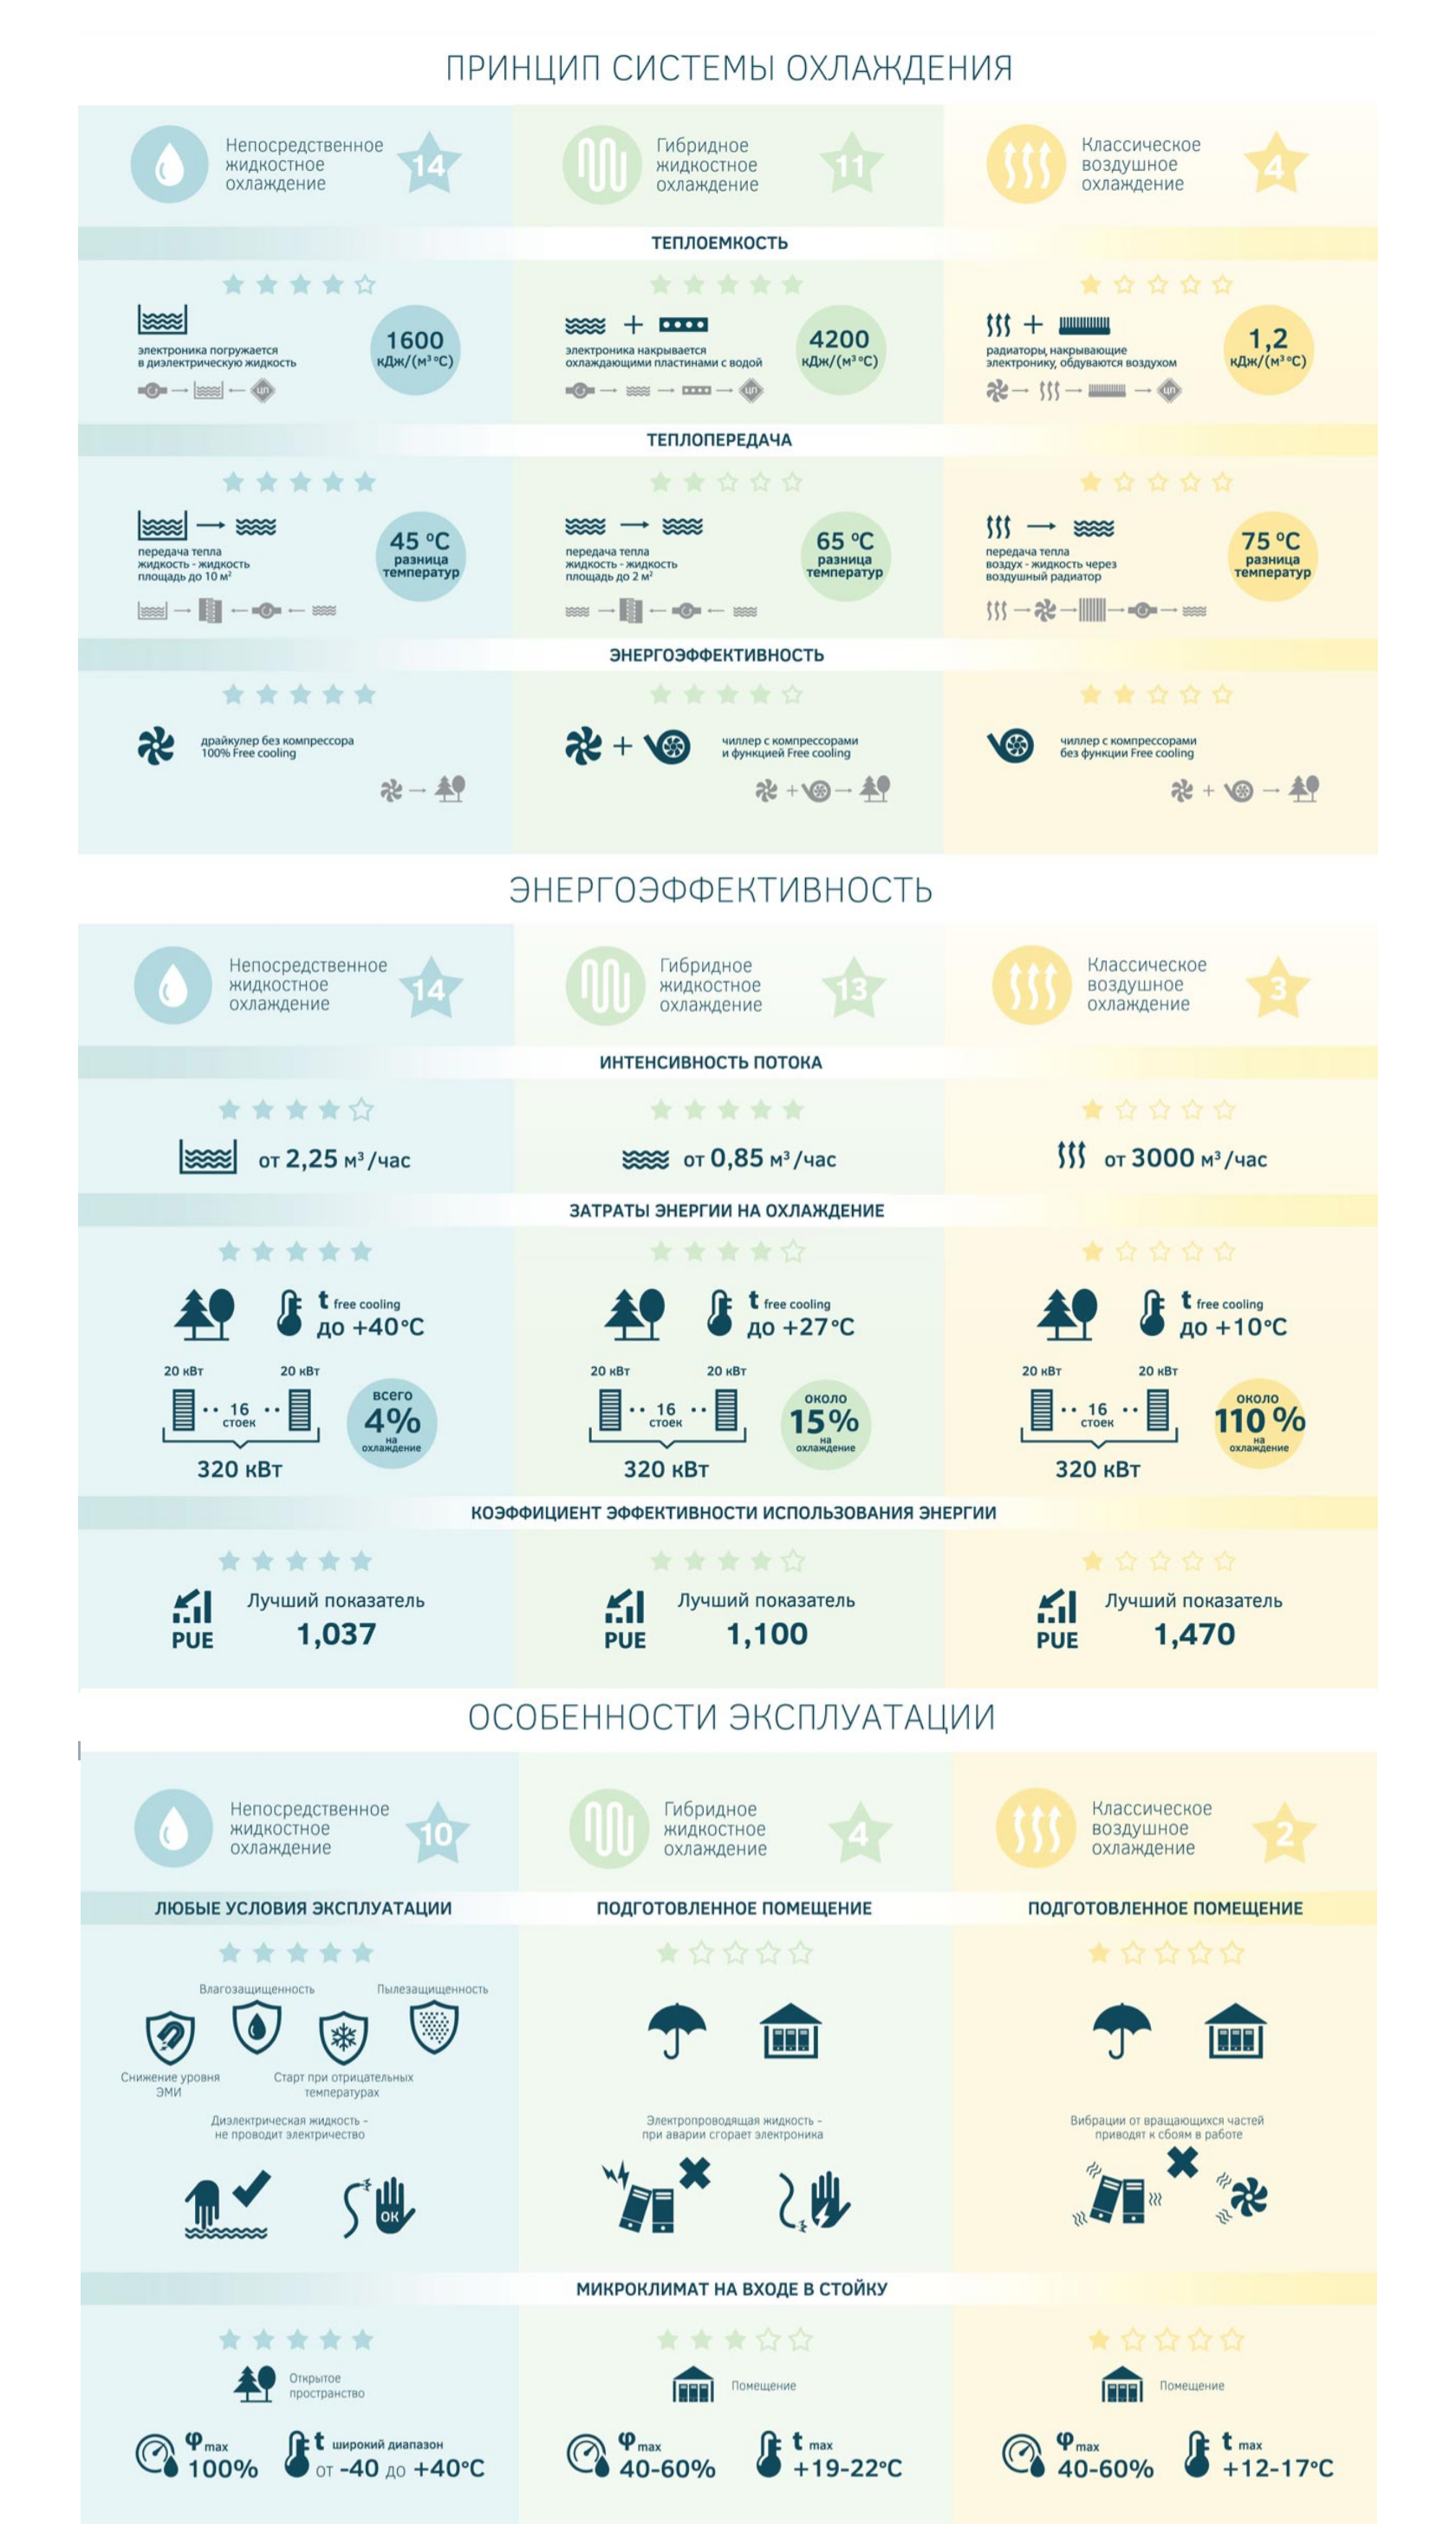 ПРИНЦИП СИСТЕМЫ ОХЛАЖДЕНИЯ
Непосредственное
жидкостное
охлаждение
14
Гибридное
жидкостное
охлаждение
11
Классическое
воздушное
охлаждение
4
ТЕПЛОЕМКОСТЬ
электроника погружается
в диэлектрическую жидкость
1600
кДж/(м³ °С)
цп
электроника накрывается
охлаждающими пластинами с водой
4200
кДж/(м³ °С)
цп
радиаторы, накрывающие
электронику, обдуваются воздухом
1,2
кДж/(м³ °С)
цп
ТЕПЛОПЕРЕДАЧА
передача тепла
жидкость - жидкость
площадь до 10 м²
45 °С
разница
температур
передача тепла
жидкость - жидкость
площадь до 2 м²
65 °С
разница
температур
передача тепла
воздух - жидкость через
воздушный радиатор
75 °С
разница
температур
ЭНЕРГОЭФФЕКТИВНОСТЬ
драйкулер без компрессора
100% Free cooling
чиллер с компрессорами
и функцией Free cooling
чиллер с компрессорами
без функции Free cooling
ЭНЕРГОЭФФЕКТИВНОСТЬ
Непосредственное
жидкостное
охлаждение
14
Гибридное
жидкостное
охлаждение
13
Классическое
воздушное
охлаждение
3
ИНТЕНСИВНОСТЬ ПОТОКА
от 2,25 м³/час
от 0,85 м³/час
от 3000 м³/час
ЗАТРАТЫ ЭНЕРГИИ НА ОХЛАЖДЕНИЕ
t free cooling
до +40°С
20 кВт
20 кВт
16
стоек
320 кВт
всего
4%
на
охлаждение
t free cooling
до +27°С
20 кВт
20 кВт
16
стоек
320 кВт
около
15%
на
охлаждение
t free cooling
до +10°С
20 кВт
20 кВт
16
стоек
320 кВт
около
110 %
на
охлаждение
КОЭФФИЦИЕНТ ЭФФЕКТИВНОСТИ ИСПОЛЬЗОВАНИЯ ЭНЕРГИИ
PUE
Лучший показатель
1,037
PUE
Лучший показатель
1,100
PUE
Лучший показатель
1,470
ОСОБЕННОСТИ ЭКСПЛУАТАЦИИ
Непосредственное
жидкостное
охлаждение
10
Гибридное
жидкостное
охлаждение
4
Классическое
воздушное
охлаждение
2
ЛЮБЫЕ УСЛОВИЯ ЭКСПЛУАТАЦИИ
ПОДГОТОВЛЕННОЕ ПОМЕЩЕНИЕ
ПОДГОТОВЛЕННОЕ ПОМЕЩЕНИЕ
Влагозащищенность
Пылезащищенность
Снижение уровня
ЭМИ
Старт при отрицательных
температурах
Диэлектрическая жидкость -
не проводит электричество
ОК
Электропроводящая жидкость -
при аварии сгорает электроника
Вибрации от вращающихся частей
приводят к сбоям в работе
МИКРОКЛИМАТ НА ВХОДЕ В СТОЙКУ
Открытое
пространство
φ max
100%
t широкий диапазон
от -40 до +40°С
Помещение
φ max
40-60%
t max
+19-22°С
Помещение
φ max
40-60%
t max
+12-17°С